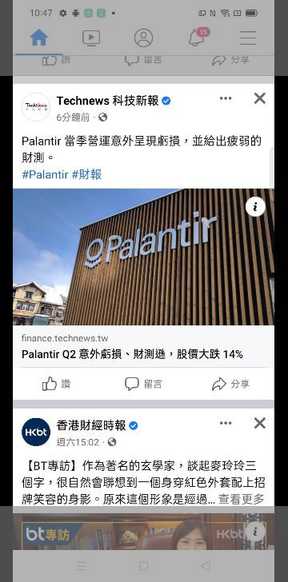 10:47
15
讚 留言 分享
Technews 科技新報
6分鐘前
Palantir 當季營運意外呈現虧損，並給出疲弱的
財測。
#Palantir #財報
Palantir
finance.technews.tw
Palantir Q2 意外虧損、財測遜，股價大跌 14%
讚 留言 分享
HKbt
香港財經時報
週六15:02
【BT專訪】作為著名的玄學家，談起麥玲玲三
個字，很自然會聯想到一個身穿紅色外套配上招
牌笑容的身影。原來這個形象是經過... 查看更多
bt專訪
HKbt